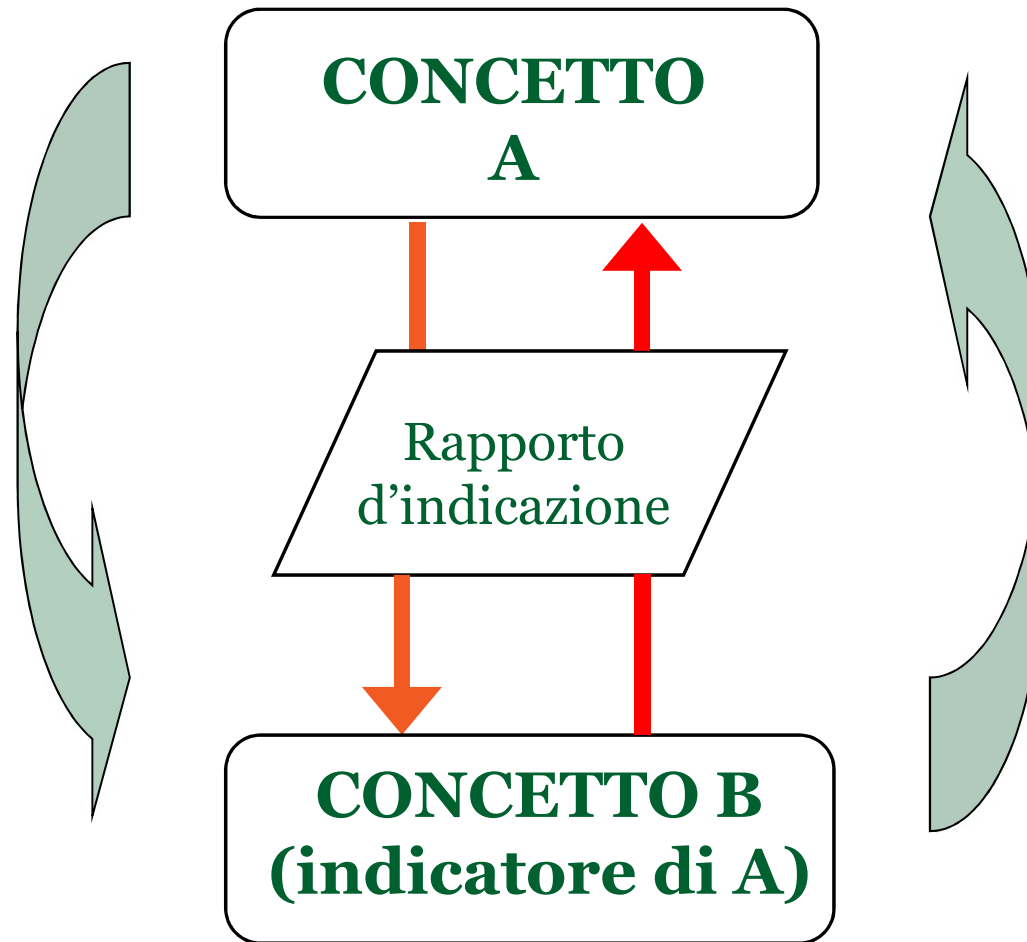 CONCETTO
A
Rapporto
d’indicazione
CONCETTO B
(indicatore di A)